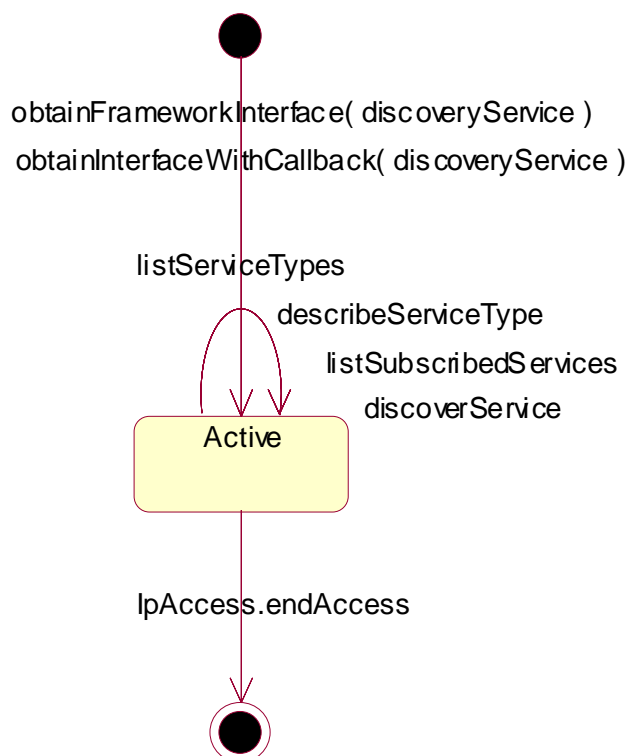 obtainFrameworkInterface( discoveryService )
obtainInterfaceWithCallback( discoveryService )
listServiceTypes
describeServiceType
listSubscribedServices
discoverService
Active
IpAccess.endAccess